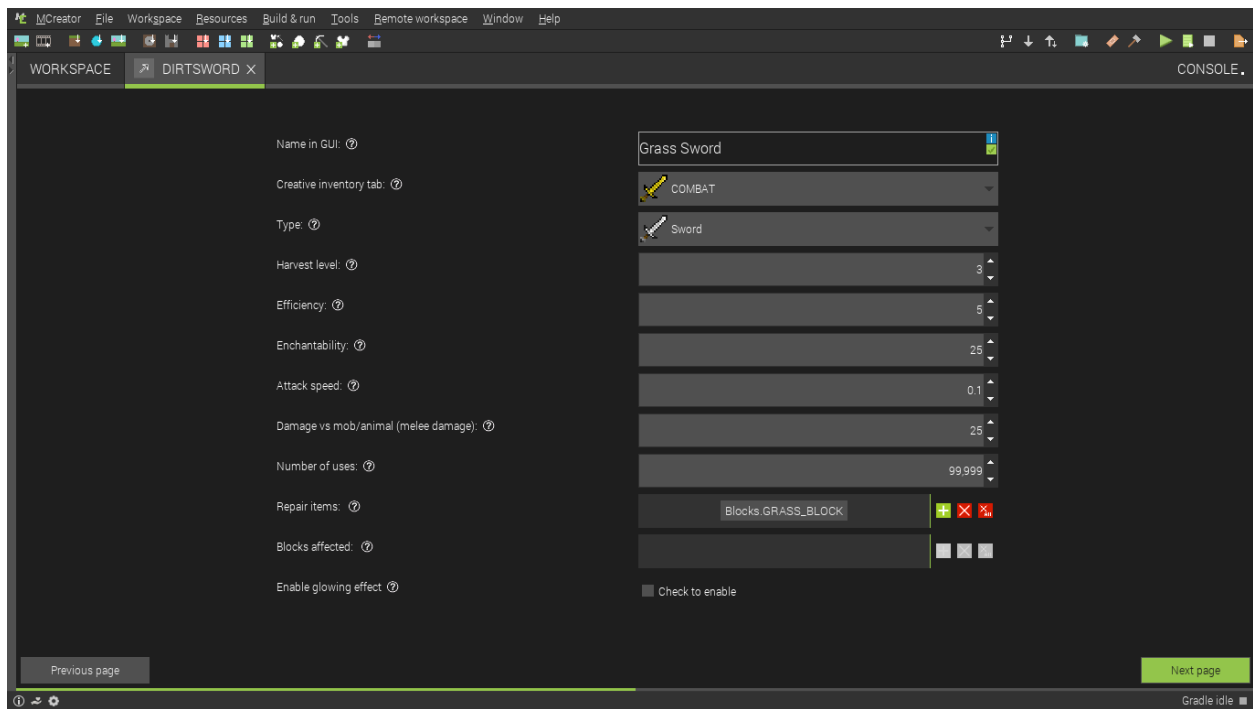 MCreator File Workspace Resources Build & run Tools Remote workspace Window Help
WORKSPACE DIRTSWORD CONSOLE
Name in GUI: Grass Sword
Creative inventory tab: COMBAT
Type: Sword
Harvest level: 3
Efficiency: 5
Enchantability: 25
Attack speed: 0.1
Damage vs mob/animal (melee damage): 25
Number of uses: 99,999
Repair items: Blocks.GRASS_BLOCK
Blocks affected:
Enable glowing effect Check to enable
Previous page Next page
Gradle idle